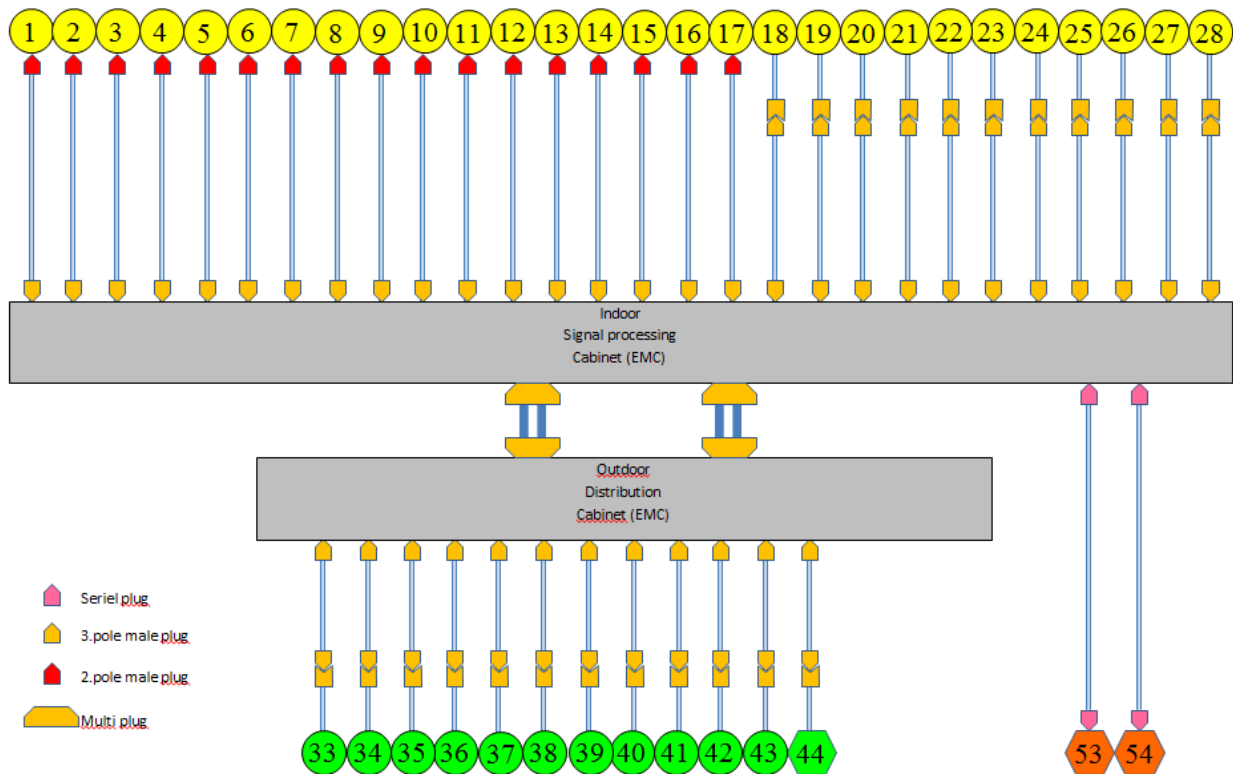 1 2 3 4 5 6 7 8 9 10 11 12 13 14 15 16 17 18 19 20 21 22 23 24 25 26 27 28
Indoor
Signal processing
Cabinet (EMC)
Outdoor
Distribution
Cabinet (EMC)
Seriel plug
3.pole male plug
2.pole male plug
Multi plug
33 34 35 36 37 38 39 40 41 42 43 44 53 54